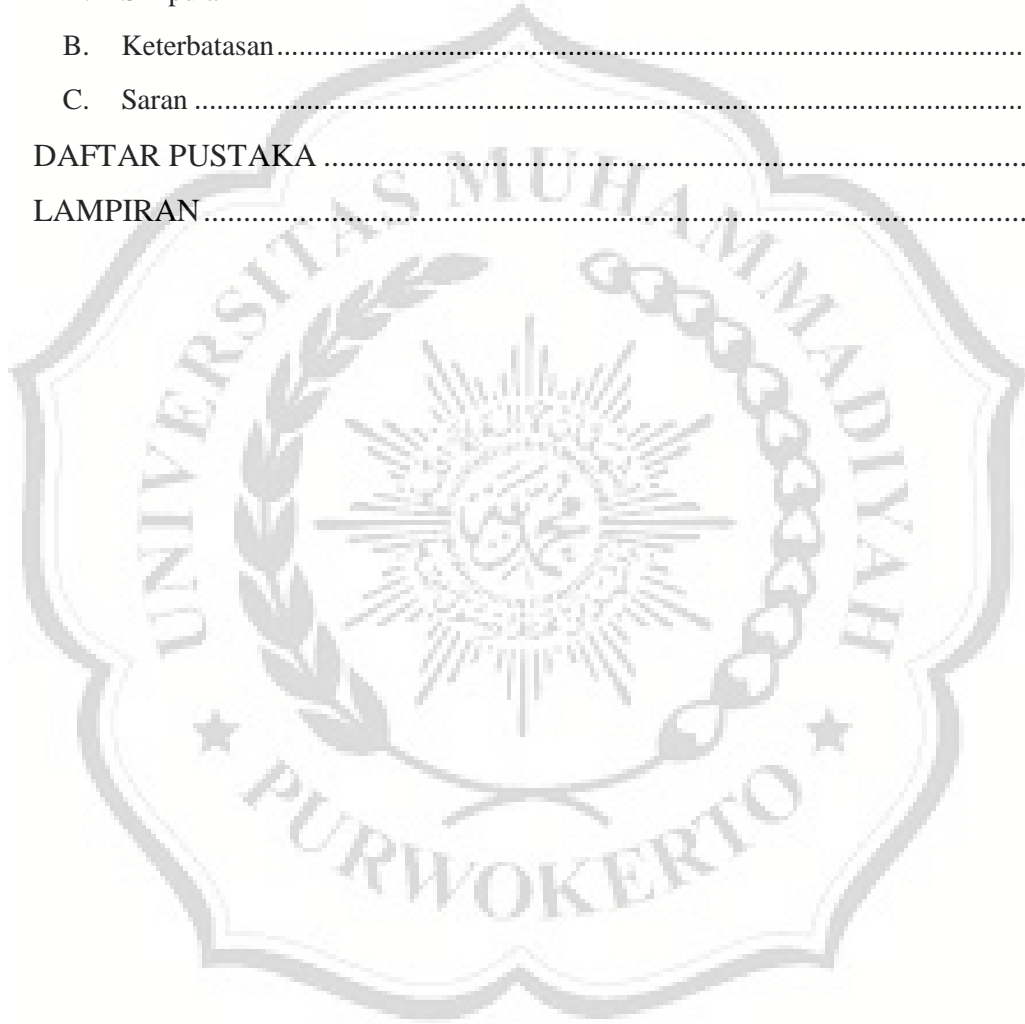 B. Keterbatasan
C. Saran
DAFTAR PUSTAKA
LAMPIRAN
UNIVERSITAS MUHAMMADIYAH
PURWOKERTO